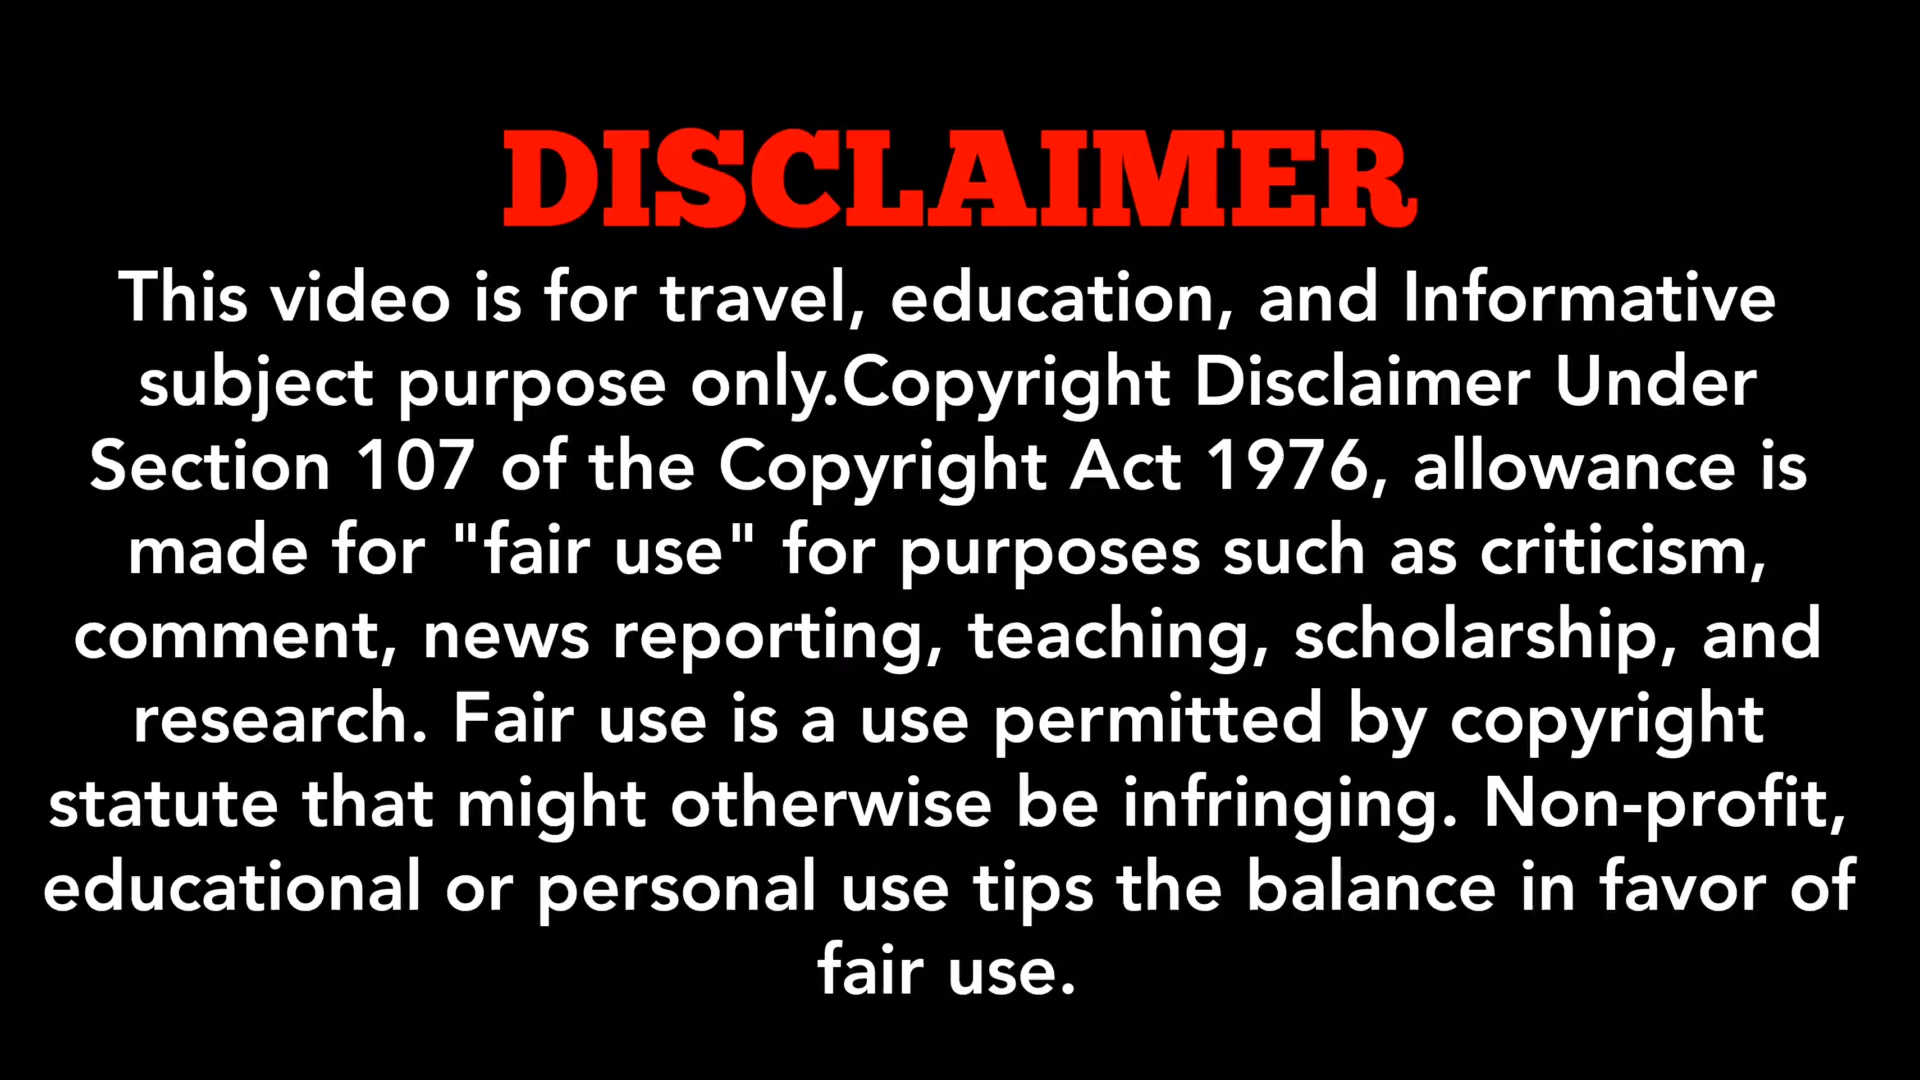 DISCLAIMER
This video is for travel, education, and Informative
subject purpose only.Copyright Disclaimer Under
Section 107 of the Copyright Act 1976, allowance is
made for "fair use" for purposes such as criticism,
comment, news reporting, teaching, scholarship, and
research. Fair use is a use permitted by copyright
statute that might otherwise be infringing. Non-profit,
educational or personal use tips the balance in favor of
fair use.